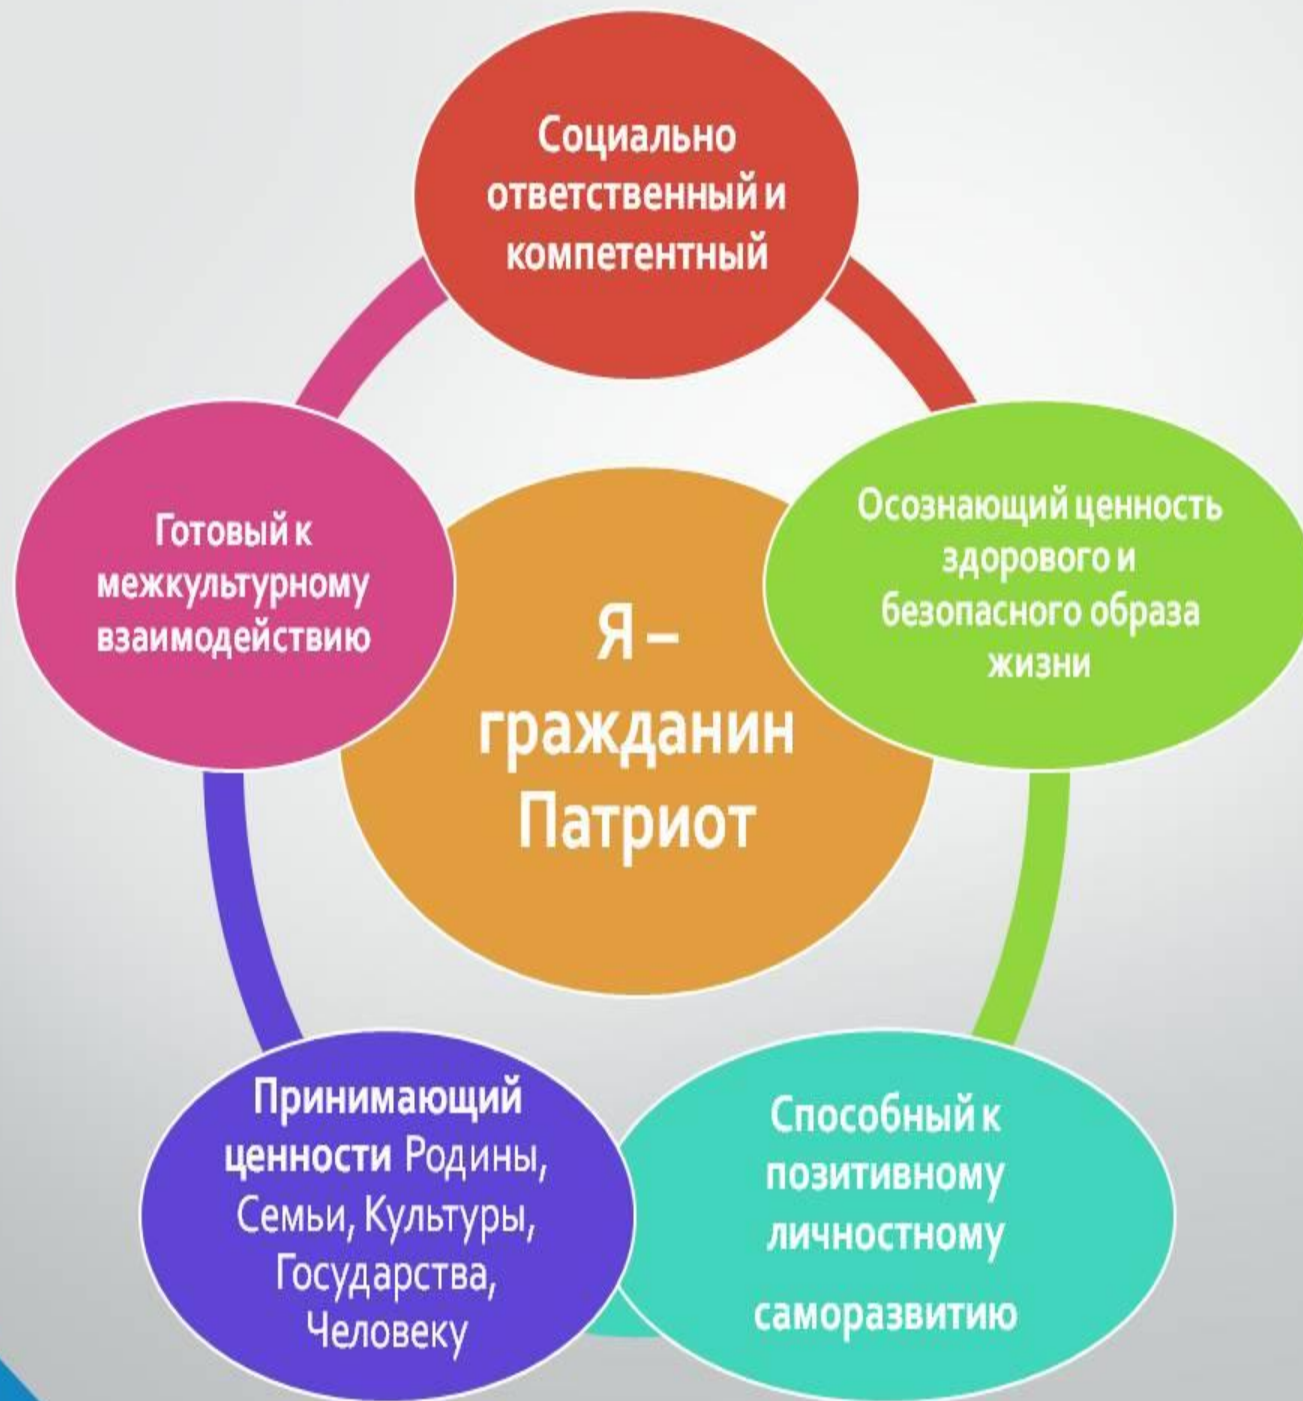 Социально
ответственный и
компетентный
Готовый к
межкультурному
взаимодействию
Осознающий ценность
здорового и
безопасного образа
жизни
Я –
гражданин
Патриот
Принимающий
ценности Родины,
Семьи, Культуры,
Государства,
Человеку
Способный к
позитивному
личностному
саморазвитию